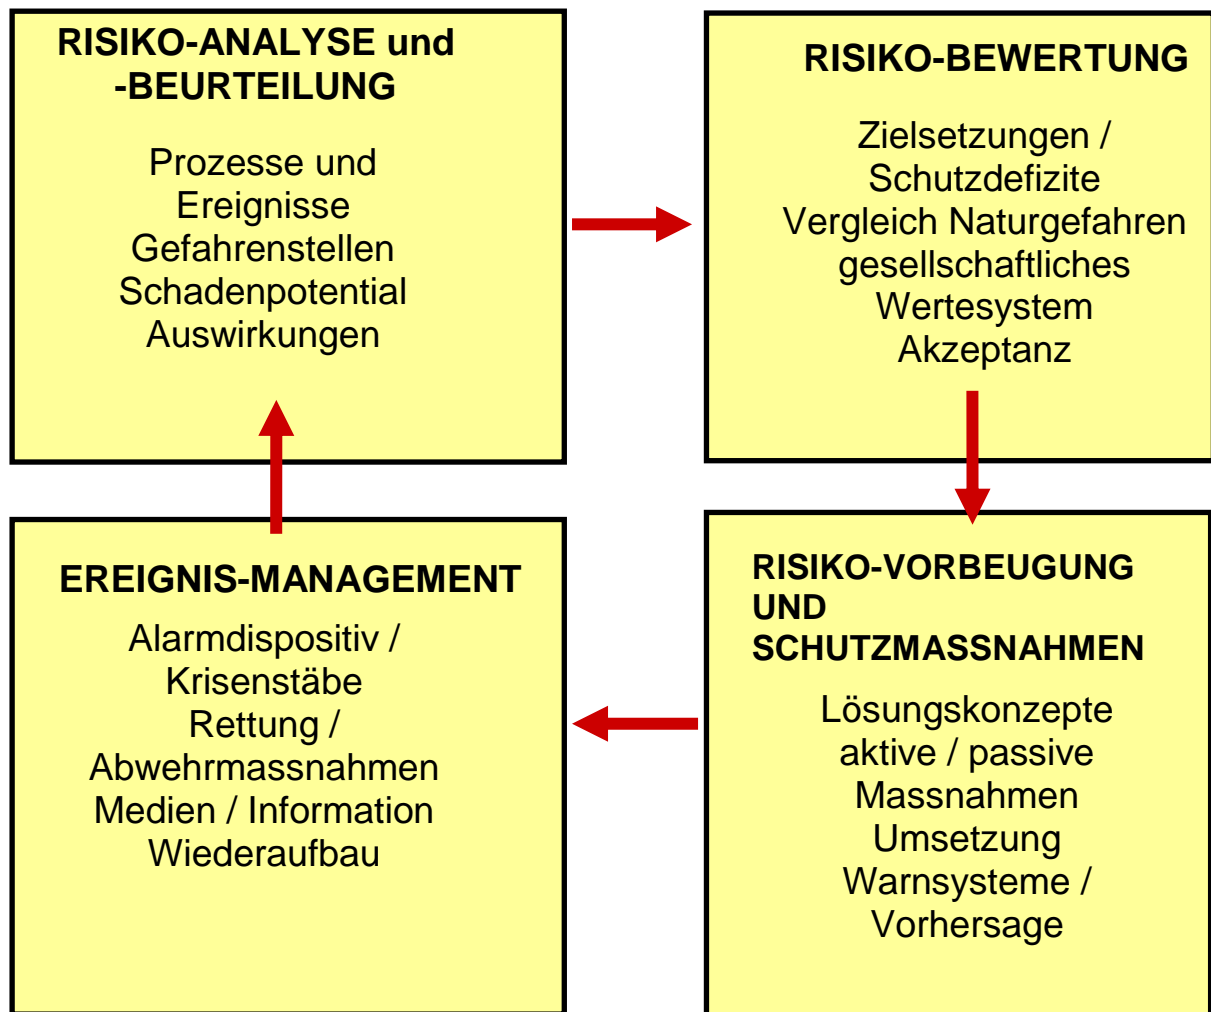 RISIKO-ANALYSE und
-BEURTEILUNG
Prozesse und
Ereignisse
Gefahrenstellen
Schadenpotential
Auswirkungen
RISIKO-BEWERTUNG
Zielsetzungen /
Schutzdefizite
Vergleich Naturgefahren
gesellschaftliches
Wertesystem
Akzeptanz
EREIGNIS-MANAGEMENT
Alarmdispositiv /
Krisenstäbe
Rettung /
Abwehrmassnahmen
Medien / Information
Wiederaufbau
RISIKO-VORBEUGUNG
UND
SCHUTZMASSNAHMEN
Lösungskonzepte
aktive / passive
Massnahmen
Umsetzung
Warnsysteme /
Vorhersage